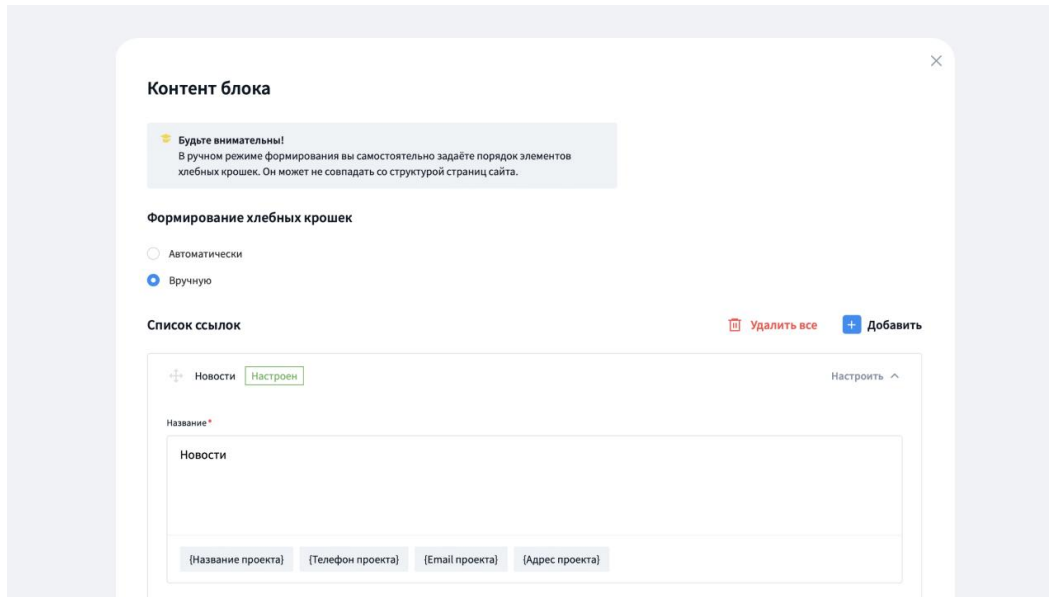 Контент блока
Будьте внимательны!
В ручном режиме формирования вы самостоятельно задаёте порядок элементов
хлебных крошек. Он может не совпадать со структурой страниц сайта.
Формирование хлебных крошек
Автоматически
Вручную
Список ссылок Удалить все Добавить
Новости Настроен Настроить
Название*
Новости
{Название проекта} {Телефон проекта} {Email проекта} {Адрес проекта}